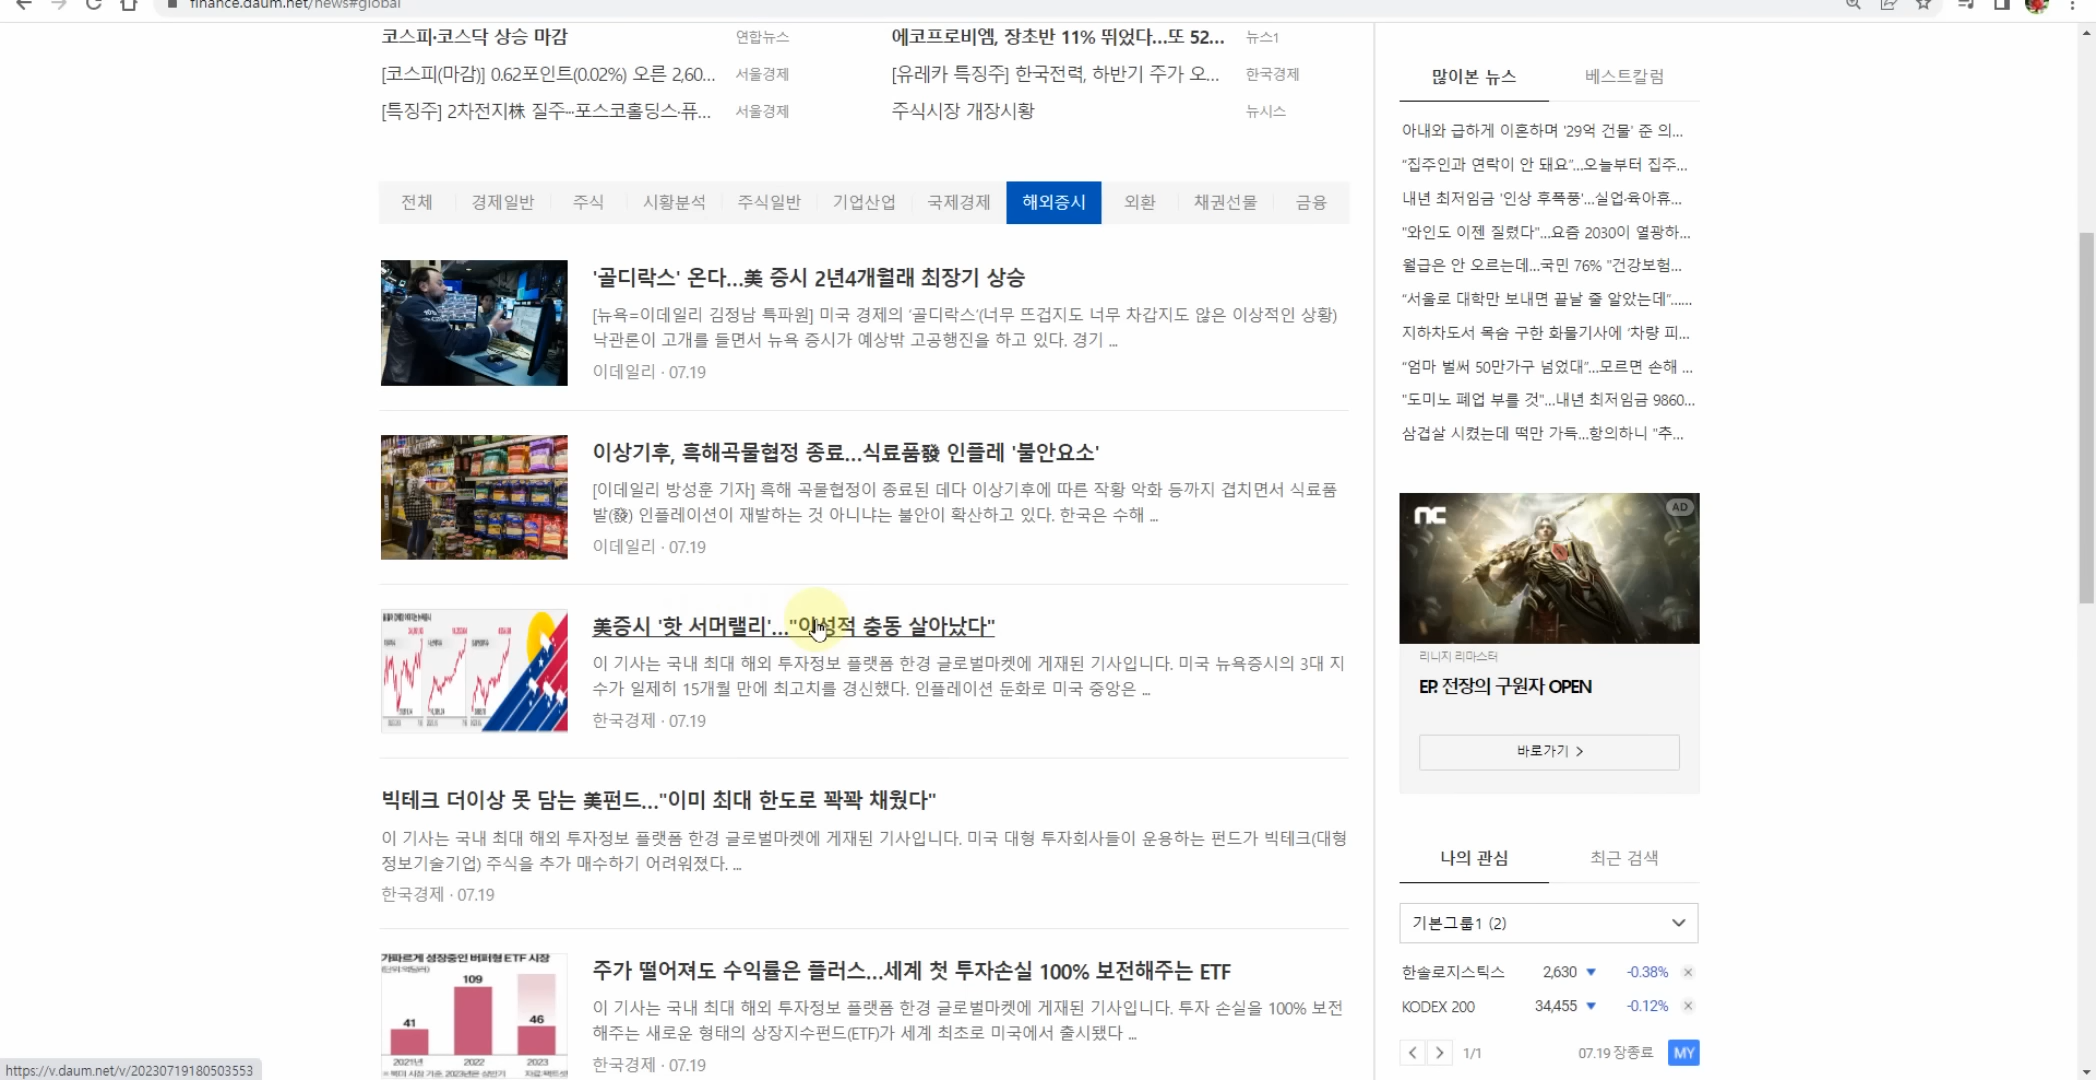 finance.daum.net/news#global
코스피·코스닥 상승 마감 연합뉴스
[코스피(마감)] 0.62포인트(0.02%) 오른 2,60... 서울경제
[특징주] 2차전지株 질주···포스코홀딩스·퓨... 서울경제
에코프로비엠, 장초반 11% 뛰었다...또 52... 뉴스1
[유레카 특징주] 한국전력, 하반기 주가 오... 한국경제
주식시장 개장시황 뉴시스
전체 경제일반 주식 시황분석 주식일반 기업산업 국제경제 해외증시 외환 채권선물 금융
'골디락스' 온다...美 증시 2년4개월래 최장기 상승
[뉴욕=이데일리 김정남 특파원] 미국 경제의 '골디락스'(너무 뜨겁지도 너무 차갑지도 않은 이상적인 상황)
낙관론이 고개를 들면서 뉴욕 증시가 예상밖 고공행진을 하고 있다. 경기 ...
이데일리 · 07.19
이상기후, 흑해곡물협정 종료...식료품發 인플레 '불안요소'
[이데일리 방성훈 기자] 흑해 곡물협정이 종료된 데다 이상기후에 따른 작황 악화 등까지 겹치면서 식료품
발(發) 인플레이션이 재발하는 것 아니냐는 불안이 확산하고 있다. 한국은 수해 ...
이데일리 · 07.19
美증시 '핫 서머랠리'..."이성적 충동 살아났다"
이 기사는 국내 최대 해외 투자정보 플랫폼 한경 글로벌마켓에 게재된 기사입니다. 미국 뉴욕증시의 3대 지
수가 일제히 15개월 만에 최고치를 경신했다. 인플레이션 둔화로 미국 중앙은 ...
한국경제 · 07.19
빅테크 더이상 못 담는 美펀드..."이미 최대 한도로 꽉꽉 채웠다"
이 기사는 국내 최대 해외 투자정보 플랫폼 한경 글로벌마켓에 게재된 기사입니다. 미국 대형 투자회사들이 운용하는 펀드가 빅테크(대형
정보기술기업) 주식을 추가 매수하기 어려워졌다. ...
한국경제 · 07.19
가파르게 성장중인 버퍼형 ETF 시장
41
109
46
2021년 2022 2023
주가 떨어져도 수익률은 플러스...세계 첫 투자손실 100% 보전해주는 ETF
이 기사는 국내 최대 해외 투자정보 플랫폼 한경 글로벌마켓에 게재된 기사입니다. 투자 손실을 100% 보전
해주는 새로운 형태의 상장지수펀드(ETF)가 세계 최초로 미국에서 출시됐다 ...
한국경제 · 07.19
많이본 뉴스 베스트칼럼
아내와 급하게 이혼하며 '29억 건물' 준 의...
"집주인과 연락이 안 돼요"...오늘부터 집주...
내년 최저임금 '인상 후폭풍'...실업·육아휴...
"와인도 이젠 질렸다"...요즘 2030이 열광하...
월급은 안 오르는데...국민 76% "건강보험...
"서울로 대학만 보내면 끝날 줄 알았는데"......
지하차도서 목숨 구한 화물기사에 '차량 피...
"엄마 벌써 50만가구 넘었대"...모르면 손해 ...
"도미노 폐업 부를 것"...내년 최저임금 9860...
삼겹살 시켰는데 떡만 가득...항의하니 "추...
NC
AD
리니지 리마스터
EP. 전장의 구원자 OPEN
바로가기 >
나의 관심 최근 검색
기본그룹1 (2)
한솔로지스틱스 2,630 ▼ -0.38% ×
KODEX 200 34,455 ▼ -0.12% ×
< > 1/1 07.19 장종료 MY
https://v.daum.net/v/20230719180503553